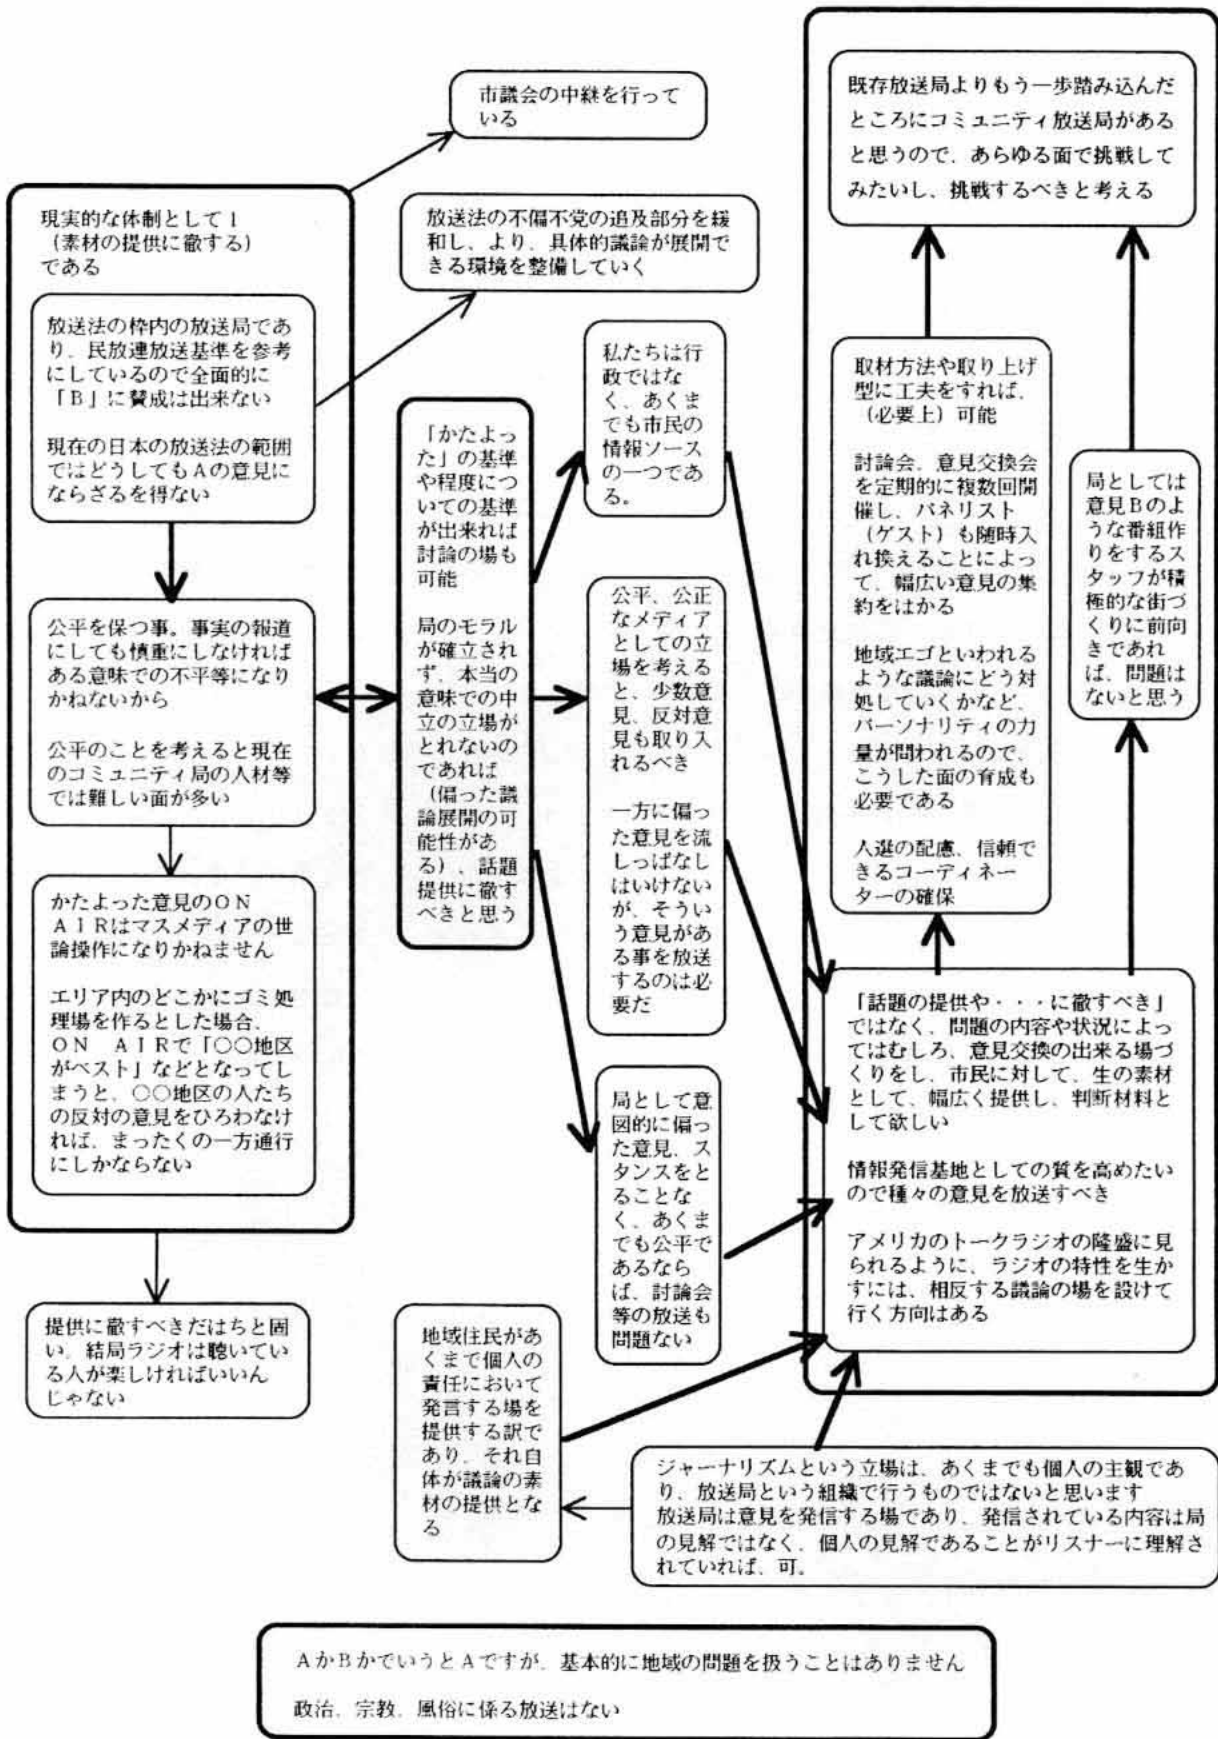 市議会の中継を行って
いる
既存放送局よりもう一歩踏み込んだ
ところにコミュニティ放送局がある
と思うので、あらゆる面で挑戦して
みたいし、挑戦するべきと考える
現実的な体制として1
（素材の提供に徹する）
である
放送法の不偏不党の追及部分を緩
和し、より、具体的議論が展開で
きる環境を整備していく
放送法の枠内の放送局であ
り、民放連放送基準を参考
にしているので全面的に
「B」に賛成は出来ない
現在の日本の放送法の範囲
ではどうしてもAの意見に
ならざるを得ない
公平を保つ事。事実の報道
にしても慎重にしなければ
ある意味での不平等になり
かねないから
公平のことを考えると現在
のコミュニティ局の人材等
では難しい面が多い
かたよった意見のON
AIRはマスメディアの世
論操作になりかねません
エリア内のどこかにゴミ処
理場を作るとした場合、
ON AIRで「○○地区
がベスト」などとなってし
まうと、○○地区の人たち
の反対の意見をひろわなけ
れば、まったくの一方通行
にしかならない
提供に徹すべきだはちと固
い、結局ラジオは聴いてい
る人が楽しければいいん
じゃない
「かたよっ
た」の基準
や程度につ
いての基準
が出来れば
討論の場も
可能
局のモラル
が確立され
ず、本当の
意味での中
立の立場が
とれないの
であれば
（偏った議
論展開の可
能性があ
る）、話題
提供に徹す
べきと思う
私たちは行
政ではな
く、あくま
でも市民の
情報ソース
の一つであ
る。
公平、公正
なメディア
としての立
場を考える
と、少数意
見、反対意
見も取り入
れるべき
一方に偏っ
た意見を流
しっぱなし
はいけない
が、そうい
う意見があ
る事を放送
するのは必
要だ
局として意
図的に偏っ
た意見、ス
タンスをと
ることな
く、あくま
でも公平で
あるなら
ば、討論会
等の放送も
問題ない
地域住民があ
くまで個人の
責任において
発言する場を
提供する訳で
あり、それ自
体が議論の素
材の提供とな
る
取材方法や取り上げ
型に工夫をすれば、
（必要上）可能
討論会、意見交換会
を定期的に複数回開
催し、パネリスト
（ゲスト）も随時入
れ換えることによっ
て、幅広い意見の集
約をはかる
地域エゴといわれる
ような議論にどう対
処していくかなど、
パーソナリティの力
量が問われるので、
こうした面の育成も
必要である
人選の配慮、信頼で
きるコーディネー
ターの確保
局としては
意見Bのよ
うな番組作
りをするス
タッフが積
極的な街づ
くりに前向
きであれ
ば、問題は
ないと思う
「話題の提供や・・・に徹すべき」
ではなく、問題の内容や状況によっ
てはむしろ、意見交換の出来る場づ
くりをし、市民に対して、生の素材
として、幅広く提供し、判断材料と
して欲しい
情報発信基地としての質を高めたい
ので種々の意見を放送すべき
アメリカのトークラジオの隆盛に見
られるように、ラジオの特性を生か
すには、相反する議論の場を設けて
行く方向はある
ジャーナリズムという立場は、あくまでも個人の主観であ
り、放送局という組織で行うものではないと思います
放送局は意見を発信する場であり、発信されている内容は局
の見解ではなく、個人の見解であることがリスナーに理解さ
れていれば、可。
AかBかでいうとAですが、基本的に地域の問題を扱うことはありません
政治、宗教、風俗に係る放送はない